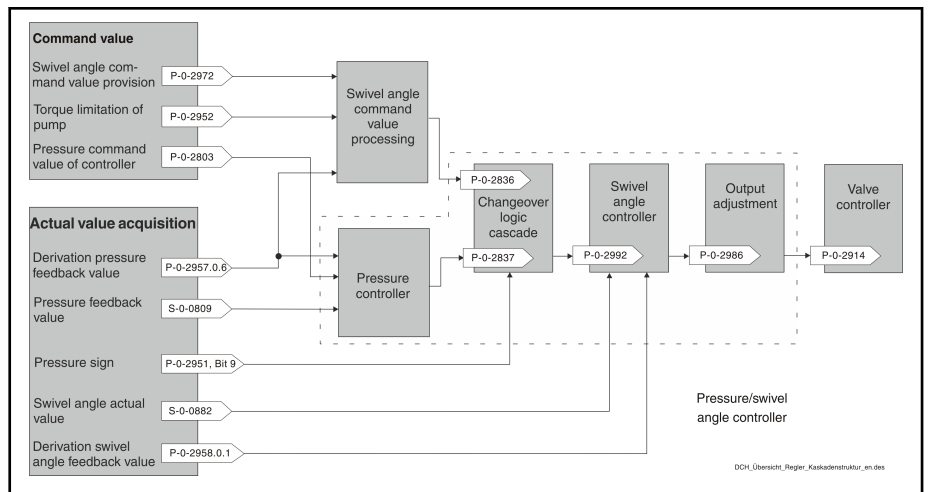 Command value
Swivel angle com-
mand value provision
P-0-2972
Torque limitation of
pump
P-0-2952
Pressure command
value of controller
P-0-2803
Swivel angle
command
value
processing
Actual value acquisition
Derivation pressure
feedback value
P-0-2957.0.6
Pressure feedback
value
S-0-0809
Pressure sign
P-0-2951, Bit 9
Swivel angle actual
value
S-0-0882
Derivation swivel
angle feedback value
P-0-2958.0.1
Pressure
controller
P-0-2836
Changeover
logic
cascade
P-0-2837
Swivel
angle
controller
P-0-2992
Output
adjustment
P-0-2986
Valve
controller
P-0-2914
Pressure/swivel
angle controller
DCH_Übersicht_Regler_Kaskadenstruktur_en.des